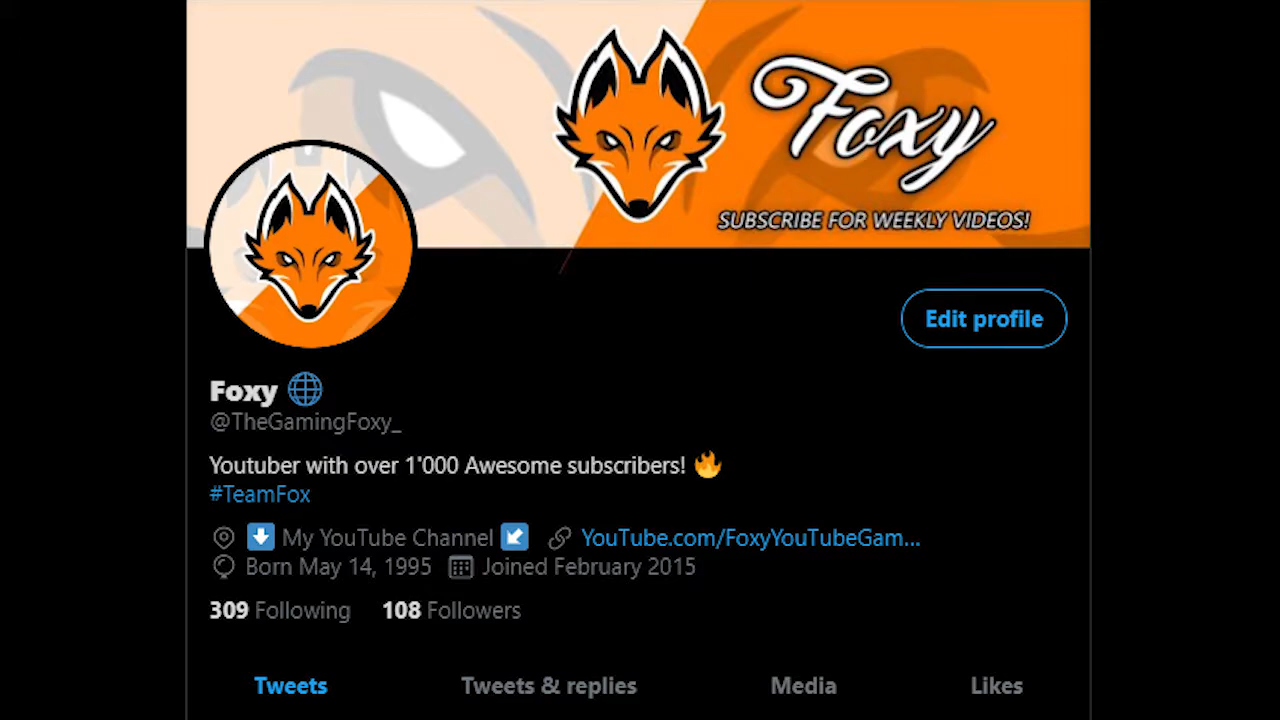 Foxy
SUBSCRIBE FOR WEEKLY VIDEOS!
Edit profile
Foxy
@TheGamingFoxy_
Youtuber with over 1'000 Awesome subscribers! 🔥
#TeamFox
⬇️ My YouTube Channel ↙️ YouTube.com/FoxyYouTubeGam...
Born May 14, 1995 Joined February 2015
309 Following 108 Followers
Tweets Tweets & replies Media Likes